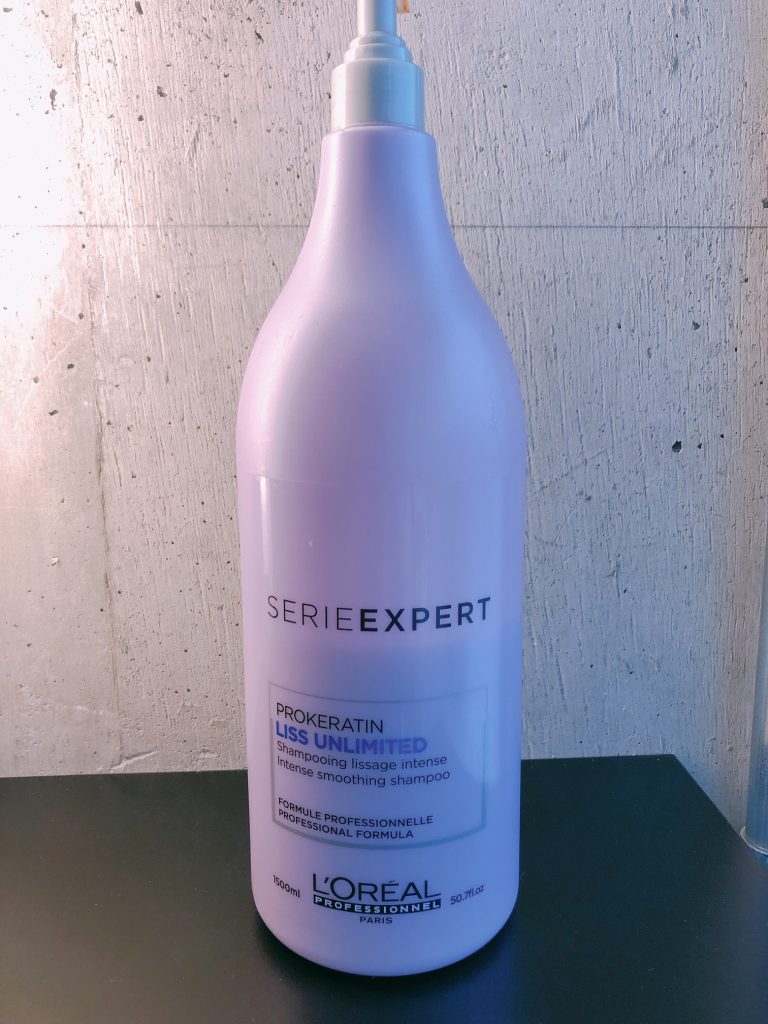 SERIEEXPERT
PROKERATIN
LISS UNLIMITED
Shampooing lissage intense
Intense smoothing shampoo
FORMULE PROFESSIONNELLE
PROFESSIONAL FORMULA
1500ml
L'ORÉAL
PROFESSIONNEL
PARIS
50.7fl.oz